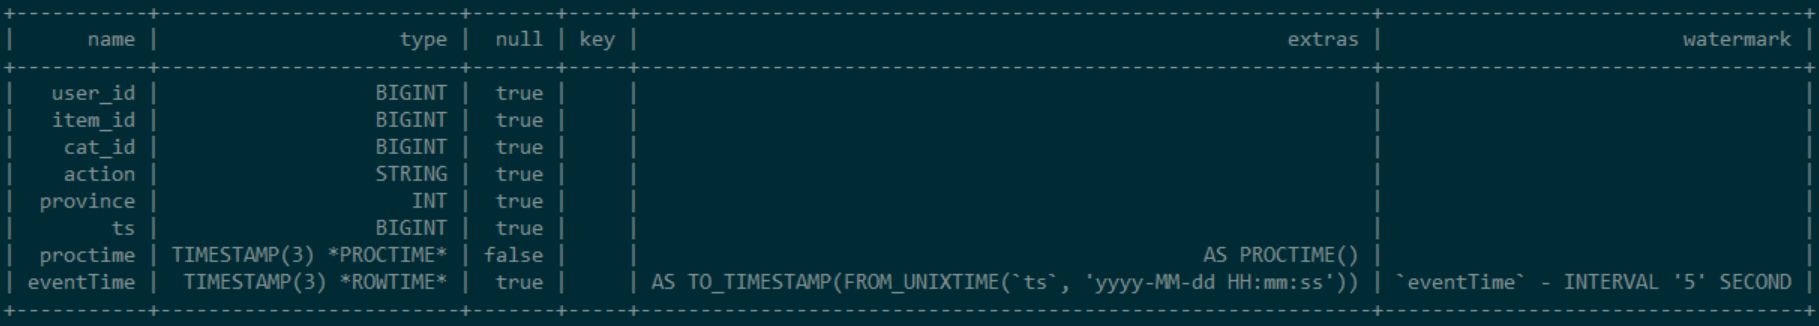 +-----------+-------------------------+-------+-----+-------------------------------------------------------------+----------------------------------+
| name | type | null | key | extras | watermark |
+-----------+-------------------------+-------+-----+-------------------------------------------------------------+----------------------------------+
| user_id | BIGINT | true | | | |
| item_id | BIGINT | true | | | |
| cat_id | BIGINT | true | | | |
| action | STRING | true | | | |
| province | INT | true | | | |
| ts | BIGINT | true | | | |
| proctime | TIMESTAMP(3) *PROCTIME* | false | | AS PROCTIME() | |
| eventTime | TIMESTAMP(3) *ROWTIME* | true | | AS TO_TIMESTAMP(FROM_UNIXTIME(`ts`, 'yyyy-MM-dd HH:mm:ss')) | `eventTime` - INTERVAL '5' SECOND |
+-----------+-------------------------+-------+-----+-------------------------------------------------------------+----------------------------------+